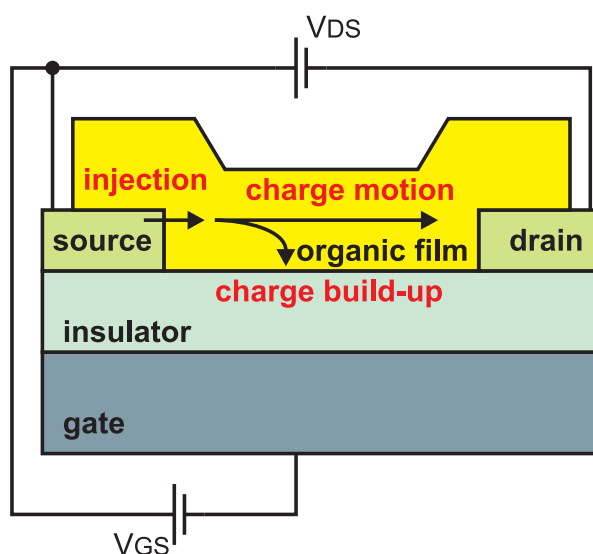 VDS
injection
charge motion
source
organic film
drain
charge build-up
insulator
gate
VGS